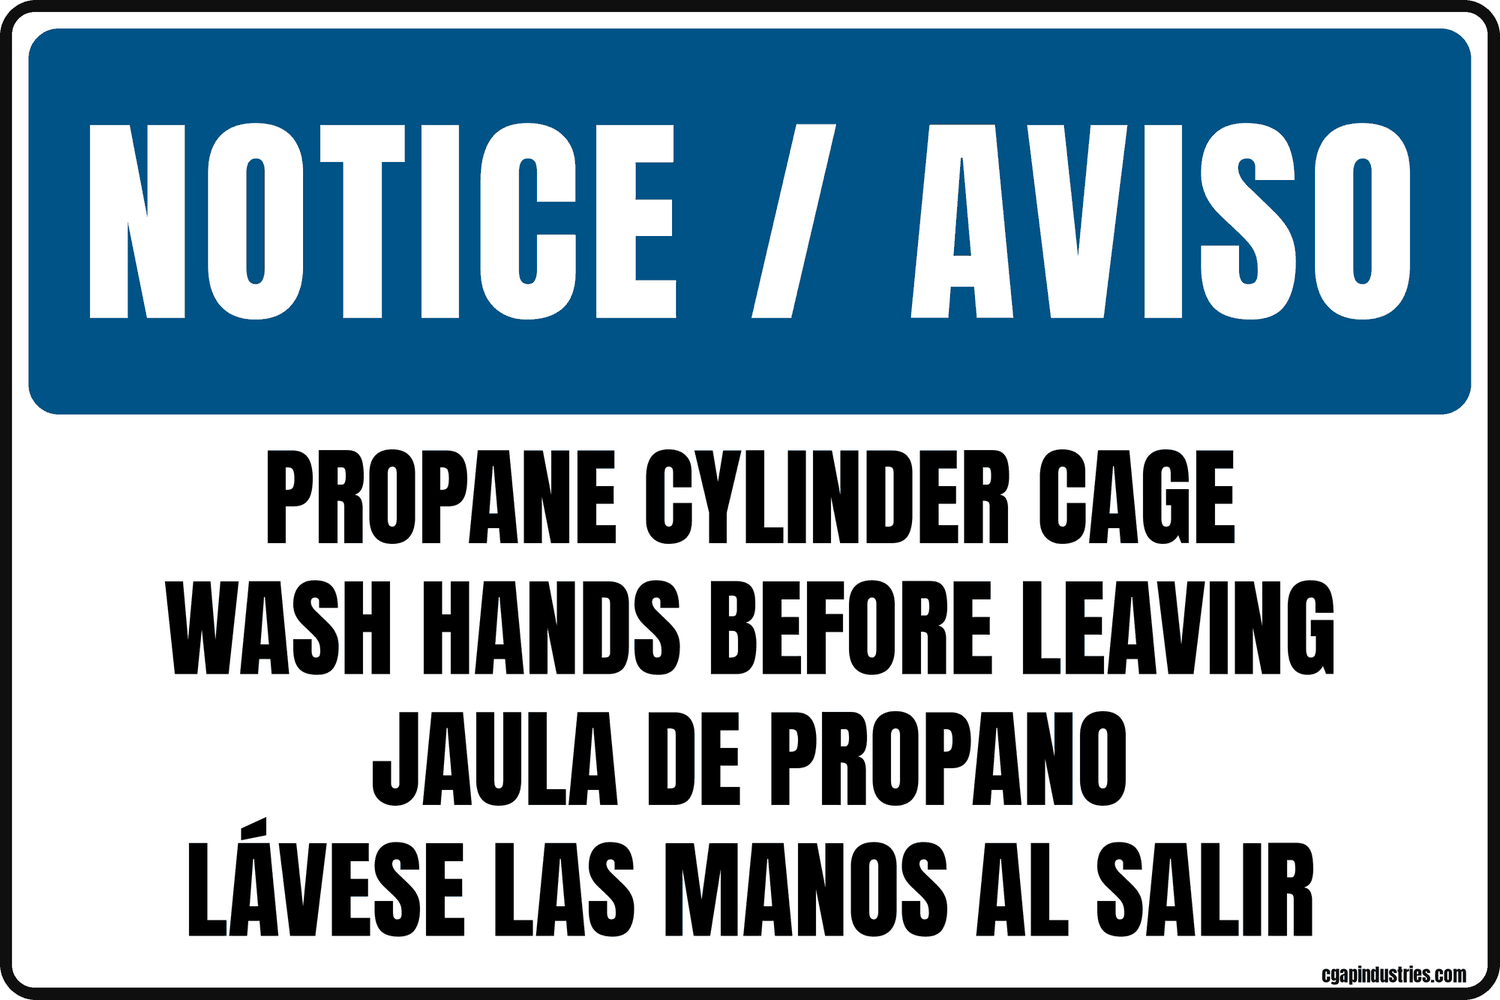 NOTICE / AVISO
PROPANE CYLINDER CAGE
WASH HANDS BEFORE LEAVING
JAULA DE PROPANO
LÁVESE LAS MANOS AL SALIR
cgapindustries.com